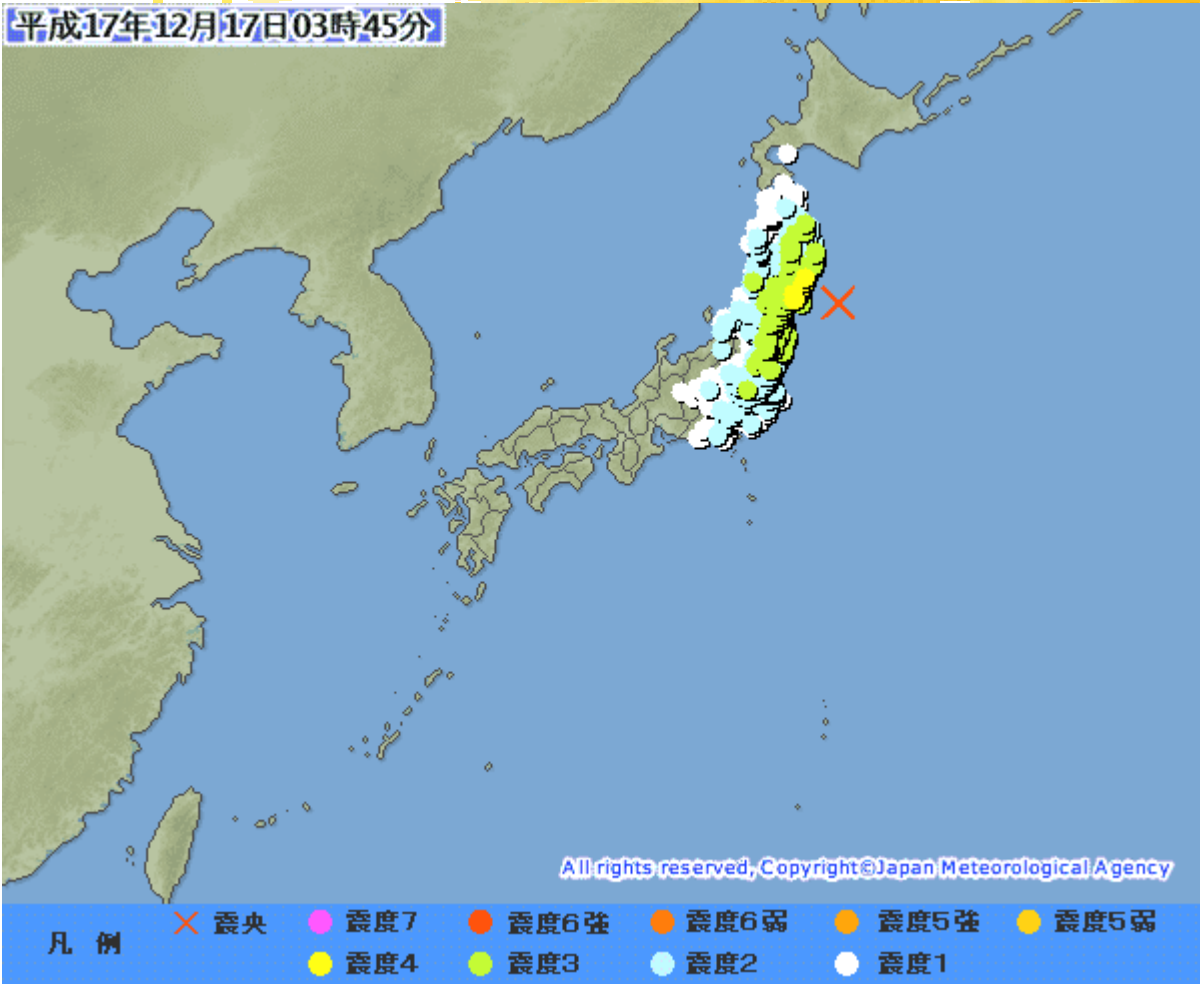 平成17年12月17日03時45分
All rights reserved, Copyright©Japan Meteorological Agency
凡 例
震央 震度7 震度6強 震度6弱 震度5強 震度5弱
震度4 震度3 震度2 震度1